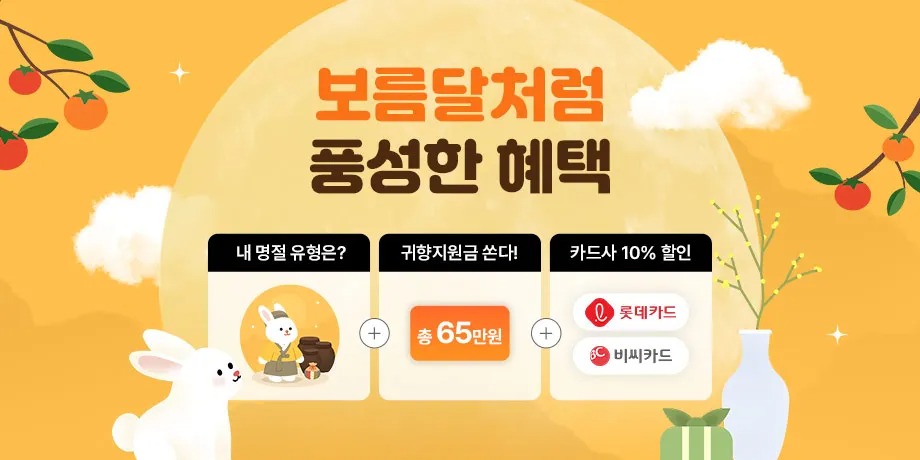 보름달처럼
풍성한 혜택
내 명절 유형은?
귀향지원금 쏜다!
카드사 10% 할인
총 65만원
롯데카드
비씨카드